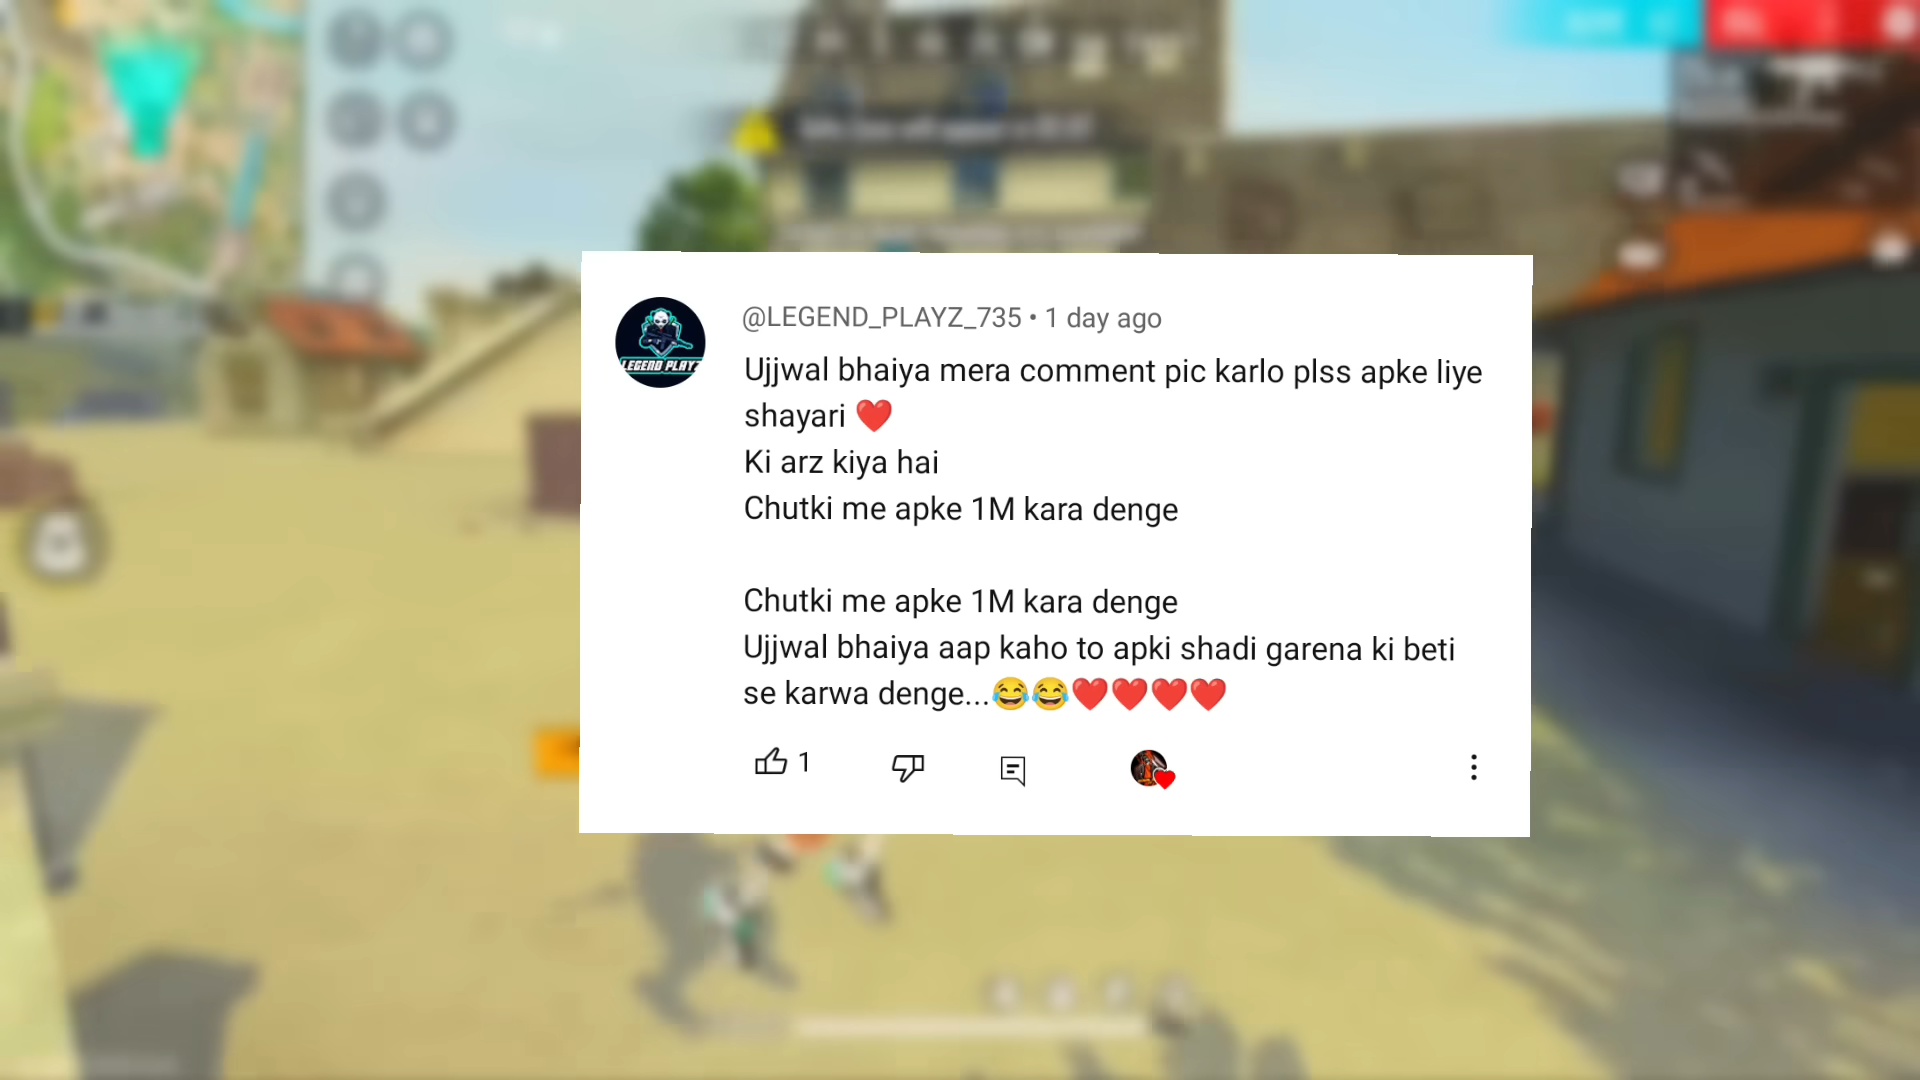 @LEGEND_PLAYZ_735 • 1 day ago
Ujjwal bhaiya mera comment pic karlo plss apke liye
shayari ❤️
Ki arz kiya hai
Chutki me apke 1M kara denge
Chutki me apke 1M kara denge
Ujjwal bhaiya aap kaho to apki shadi garena ki beti
se karwa denge...😂😂❤️❤️❤️❤️
1
LEGEND PLAYZ